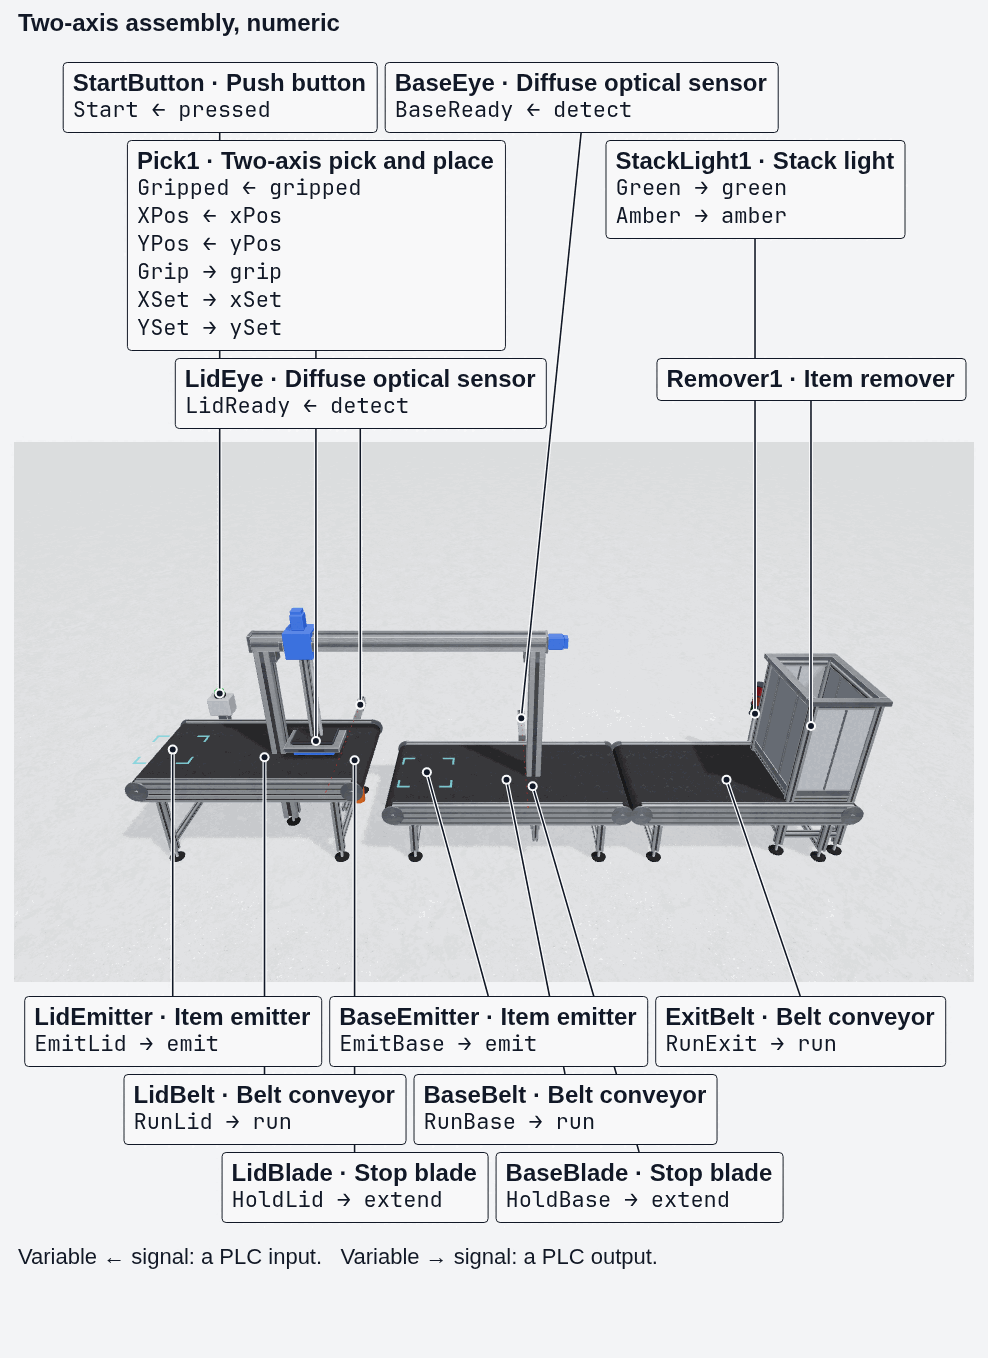 Two-axis assembly, numeric
StartButton · Push button
Start ← pressed
BaseEye · Diffuse optical sensor
BaseReady ← detect
Pick1 · Two-axis pick and place
Gripped ← gripped
XPos ← xPos
YPos ← yPos
Grip → grip
XSet → xSet
YSet → ySet
StackLight1 · Stack light
Green → green
Amber → amber
LidEye · Diffuse optical sensor
LidReady ← detect
Remover1 · Item remover
LidEmitter · Item emitter
EmitLid → emit
BaseEmitter · Item emitter
EmitBase → emit
ExitBelt · Belt conveyor
RunExit → run
LidBelt · Belt conveyor
RunLid → run
BaseBelt · Belt conveyor
RunBase → run
LidBlade · Stop blade
HoldLid → extend
BaseBlade · Stop blade
HoldBase → extend
Variable ← signal: a PLC input. Variable → signal: a PLC output.